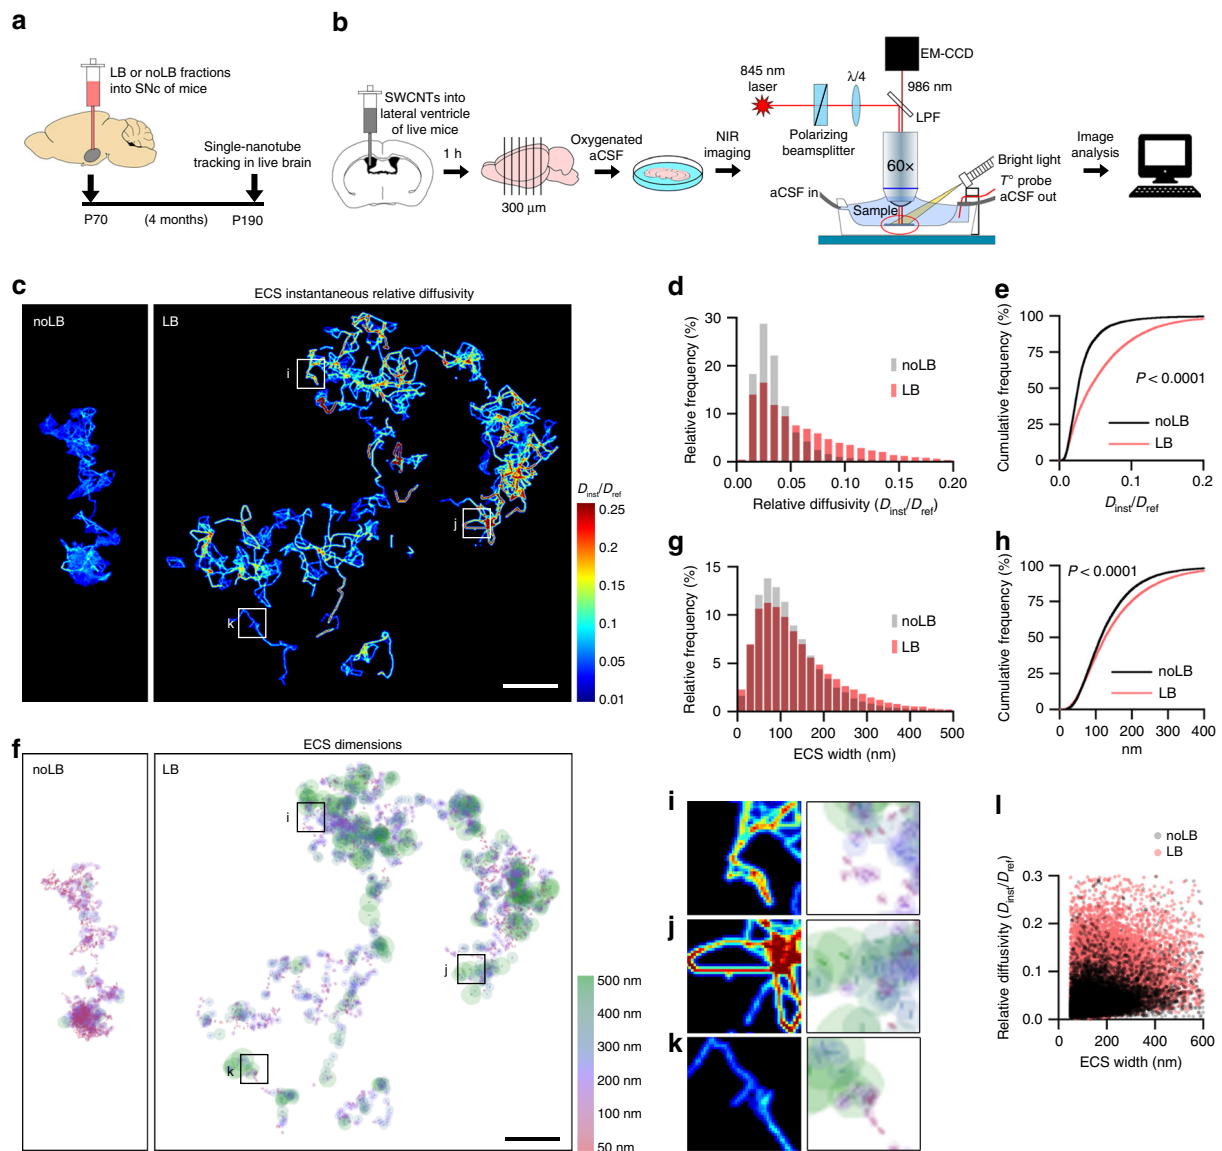 a
LB or noLB fractions
into SNc of mice
Single-nanotube
tracking in live brain
P70
(4 months)
P190
b
SWCNTs into
lateral ventricle
of live mice
1 h
300 µm
Oxygenated
aCSF
NIR
imaging
845 nm
laser
λ/4
Polarizing
beamsplitter
EM-CCD
986 nm
LPF
60×
aCSF in
Sample
Bright light
T° probe
aCSF out
Image
analysis
c
ECS instantaneous relative diffusivity
noLB
LB
i
j
k
Dinst/Dref
0.25
0.20
0.15
0.1
0.05
0.01
d
Relative frequency (%)
30
20
10
0
noLB
LB
0.00 0.05 0.10 0.15 0.20
Relative diffusivity (Dinst/Dref)
e
Cumulative frequency (%)
100
75
50
25
0
P < 0.0001
noLB
LB
0.0 0.1 0.2
Dinst/Dref
g
Relative frequency (%)
15
10
5
0
noLB
LB
0 100 200 300 400 500
ECS width (nm)
h
Cumulative frequency (%)
100
75
50
25
0
P < 0.0001
noLB
LB
0 100 200 300 400
nm
f
ECS dimensions
noLB
LB
i
j
k
500 nm
400 nm
300 nm
200 nm
100 nm
50 nm
i
j
k
l
noLB
LB
Relative diffusivity (Dinst/Dref)
0.3
0.2
0.1
0.0
0 200 400 600
ECS width (nm)